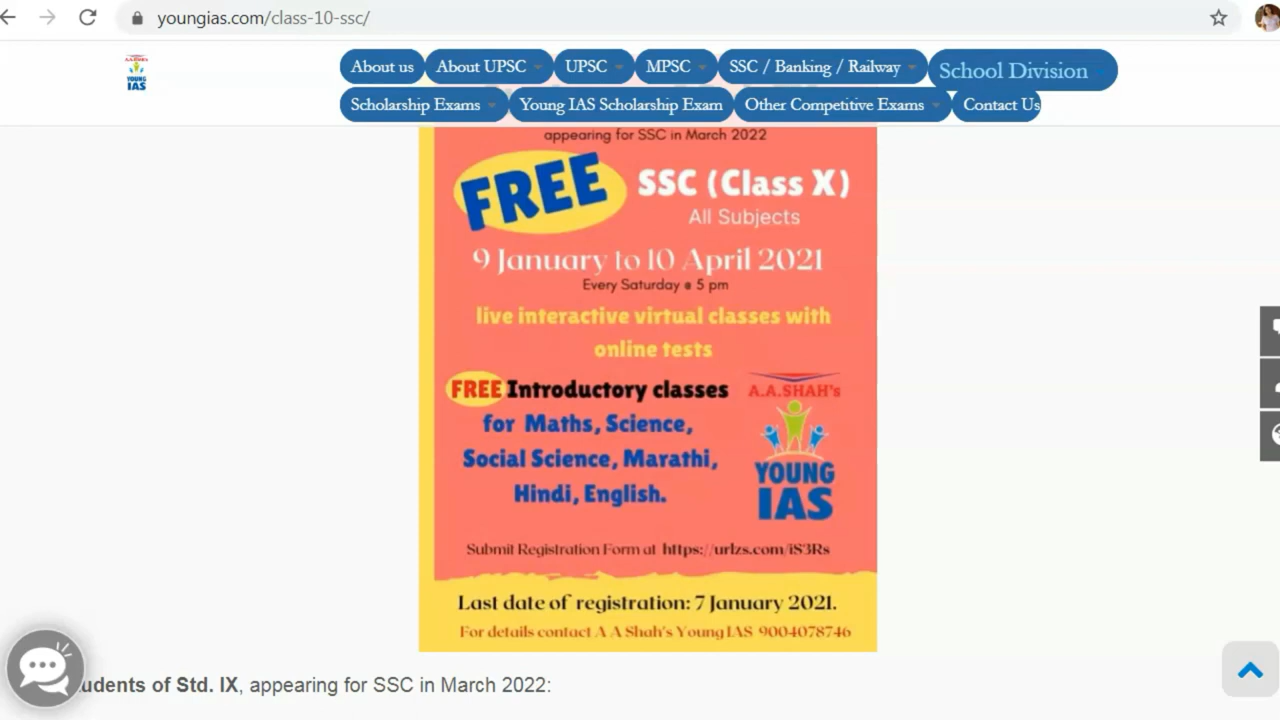 youngias.com/class-10-ssc/
A.A.SHAH's
YOUNG
IAS
About us
About UPSC
UPSC
MPSC
SSC / Banking / Railway
School Division
Scholarship Exams
Young IAS Scholarship Exam
Other Competitive Exams
Contact Us
appearing for SSC in March 2022
FREE
SSC (Class X)
All Subjects
9 January to 10 April 2021
Every Saturday @ 5 pm
live interactive virtual classes with
online tests
FREE Introductory classes
for Maths, Science,
Social Science, Marathi,
Hindi, English.
A.A.SHAH's
YOUNG
IAS
Submit Registration Form at https://urlzs.com/iS3Rs
Last date of registration: 7 January 2021.
For details contact A A Shah's Young IAS 9004078746
udents of Std. IX, appearing for SSC in March 2022: